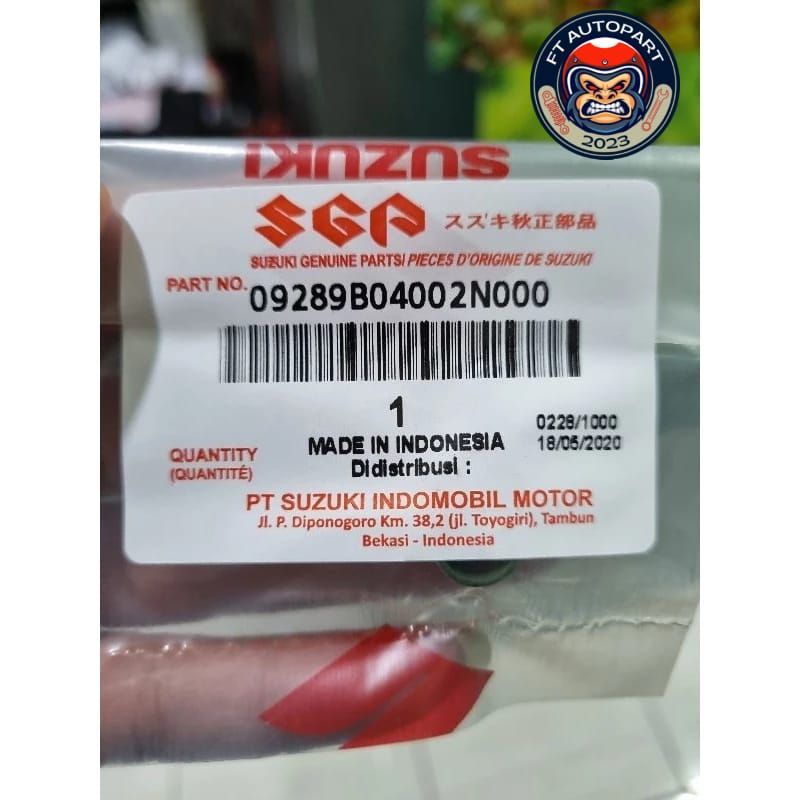 FT AUTOPART
2023
SUZUKI
SGP スズキ秋正部品
SUZUKI GENUINE PARTS/ PIECES D'ORIGINE DE SUZUKI
PART NO. 09289B04002N000
1
0228/1000
QUANTITY MADE IN INDONESIA 18/06/2020
(QUANTITÉ) Didistribusi :
PT SUZUKI INDOMOBIL MOTOR
Jl. P. Diponogoro Km. 38,2 (jl. Toyogiri), Tambun
Bekasi - Indonesia